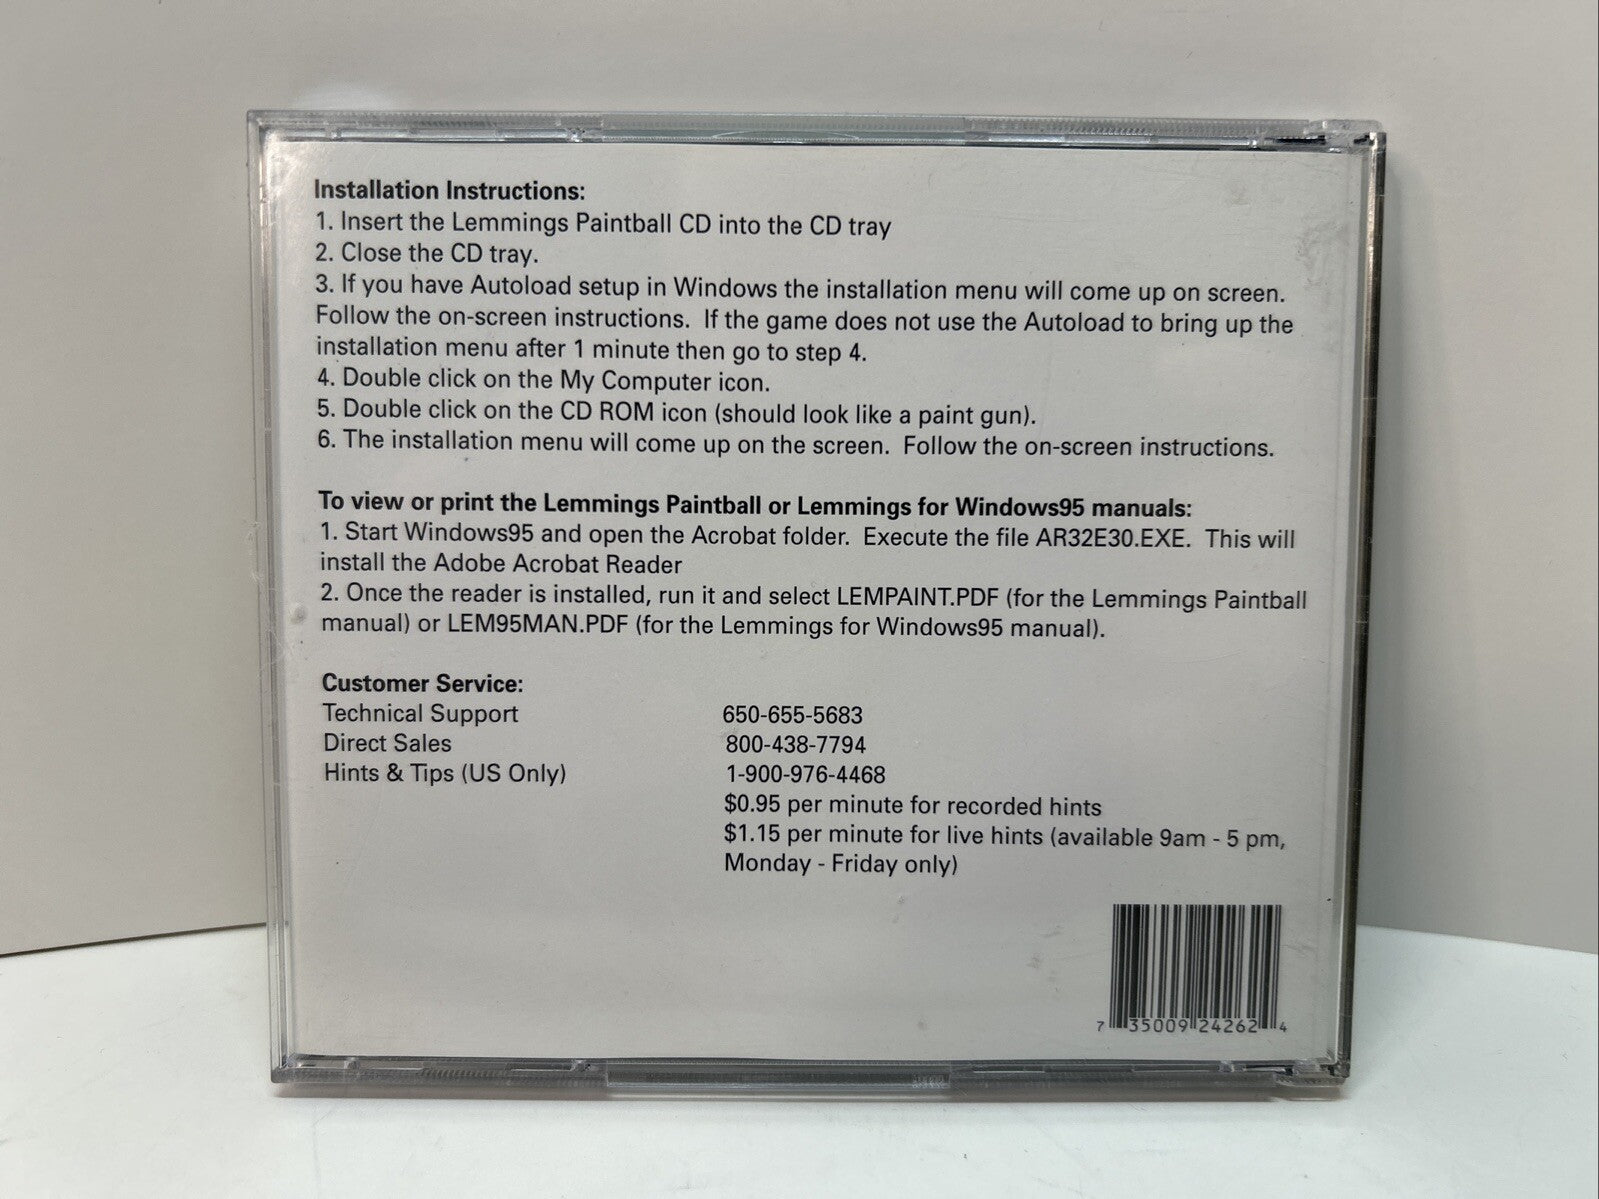 Installation Instructions:
1. Insert the Lemmings Paintball CD into the CD tray
2. Close the CD tray.
3. If you have Autoload setup in Windows the installation menu will come up on screen.
Follow the on-screen instructions.  If the game does not use the Autoload to bring up the
installation menu after 1 minute then go to step 4.
4. Double click on the My Computer icon.
5. Double click on the CD ROM icon (should look like a paint gun).
6. The installation menu will come up on the screen.  Follow the on-screen instructions.
To view or print the Lemmings Paintball or Lemmings for Windows95 manuals:
1. Start Windows95 and open the Acrobat folder.  Execute the file AR32E30.EXE.  This will
install the Adobe Acrobat Reader
2. Once the reader is installed, run it and select LEMPAINT.PDF (for the Lemmings Paintball
manual) or LEM95MAN.PDF (for the Lemmings for Windows95 manual).
Customer Service:
Technical Support 650-655-5683
Direct Sales 800-438-7794
Hints & Tips (US Only) 1-900-976-4468
$0.95 per minute for recorded hints
$1.15 per minute for live hints (available 9am - 5 pm,
Monday - Friday only)
7 35009 24262 4